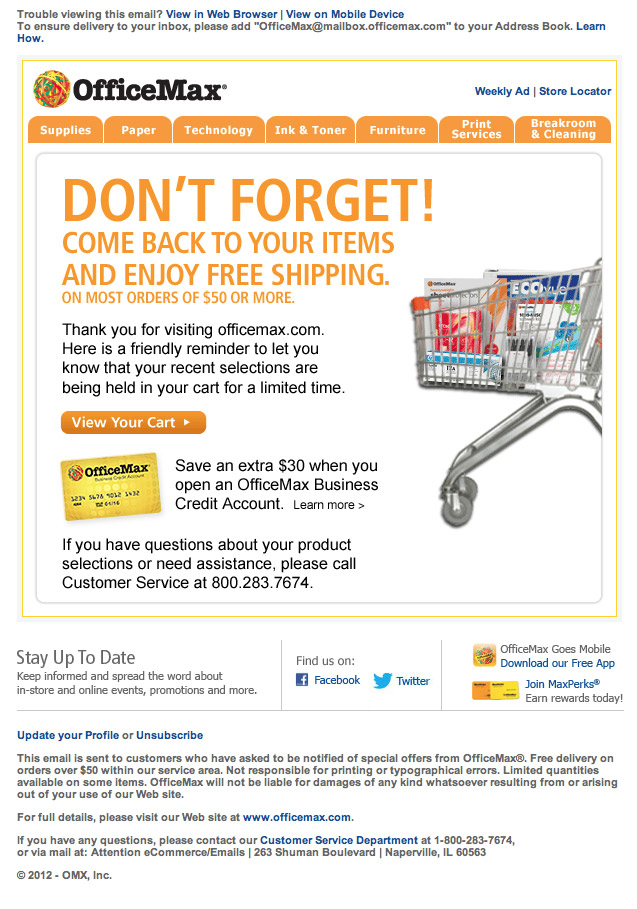 Trouble viewing this email? View in Web Browser | View on Mobile Device
To ensure delivery to your inbox, please add "OfficeMax@mailbox.officemax.com" to your Address Book. Learn
How.
OfficeMax®
Weekly Ad | Store Locator
Supplies
Paper
Technology
Ink & Toner
Furniture
Print
Services
Breakroom
& Cleaning
DON'T FORGET!
COME BACK TO YOUR ITEMS
AND ENJOY FREE SHIPPING.
ON MOST ORDERS OF $50 OR MORE.
Thank you for visiting officemax.com.
Here is a friendly reminder to let you
know that your recent selections are
being held in your cart for a limited time.
OfficeMax
View Your Cart
OfficeMax
Business Credit Account
1234 5678 9012 1432
Save an extra $30 when you
open an OfficeMax Business
Credit Account. Learn more >
If you have questions about your product
selections or need assistance, please call
Customer Service at 800.283.7674.
Stay Up To Date
Keep informed and spread the word about
in-store and online events, promotions and more.
Find us on:
Facebook
Twitter
OfficeMax Goes Mobile
Download our Free App
Join MaxPerks®
Earn rewards today!
Update your Profile or Unsubscribe
This email is sent to customers who have asked to be notified of special offers from OfficeMax®. Free delivery on
orders over $50 within our service area. Not responsible for printing or typographical errors. Limited quantities
available on some items. OfficeMax will not be liable for damages of any kind whatsoever resulting from or arising
out of your use of our Web site.
For full details, please visit our Web site at www.officemax.com.
If you have any questions, please contact our Customer Service Department at 1-800-283-7674,
or via mail at: Attention eCommerce/Emails | 263 Shuman Boulevard | Naperville, IL 60563
© 2012 - OMX, Inc.